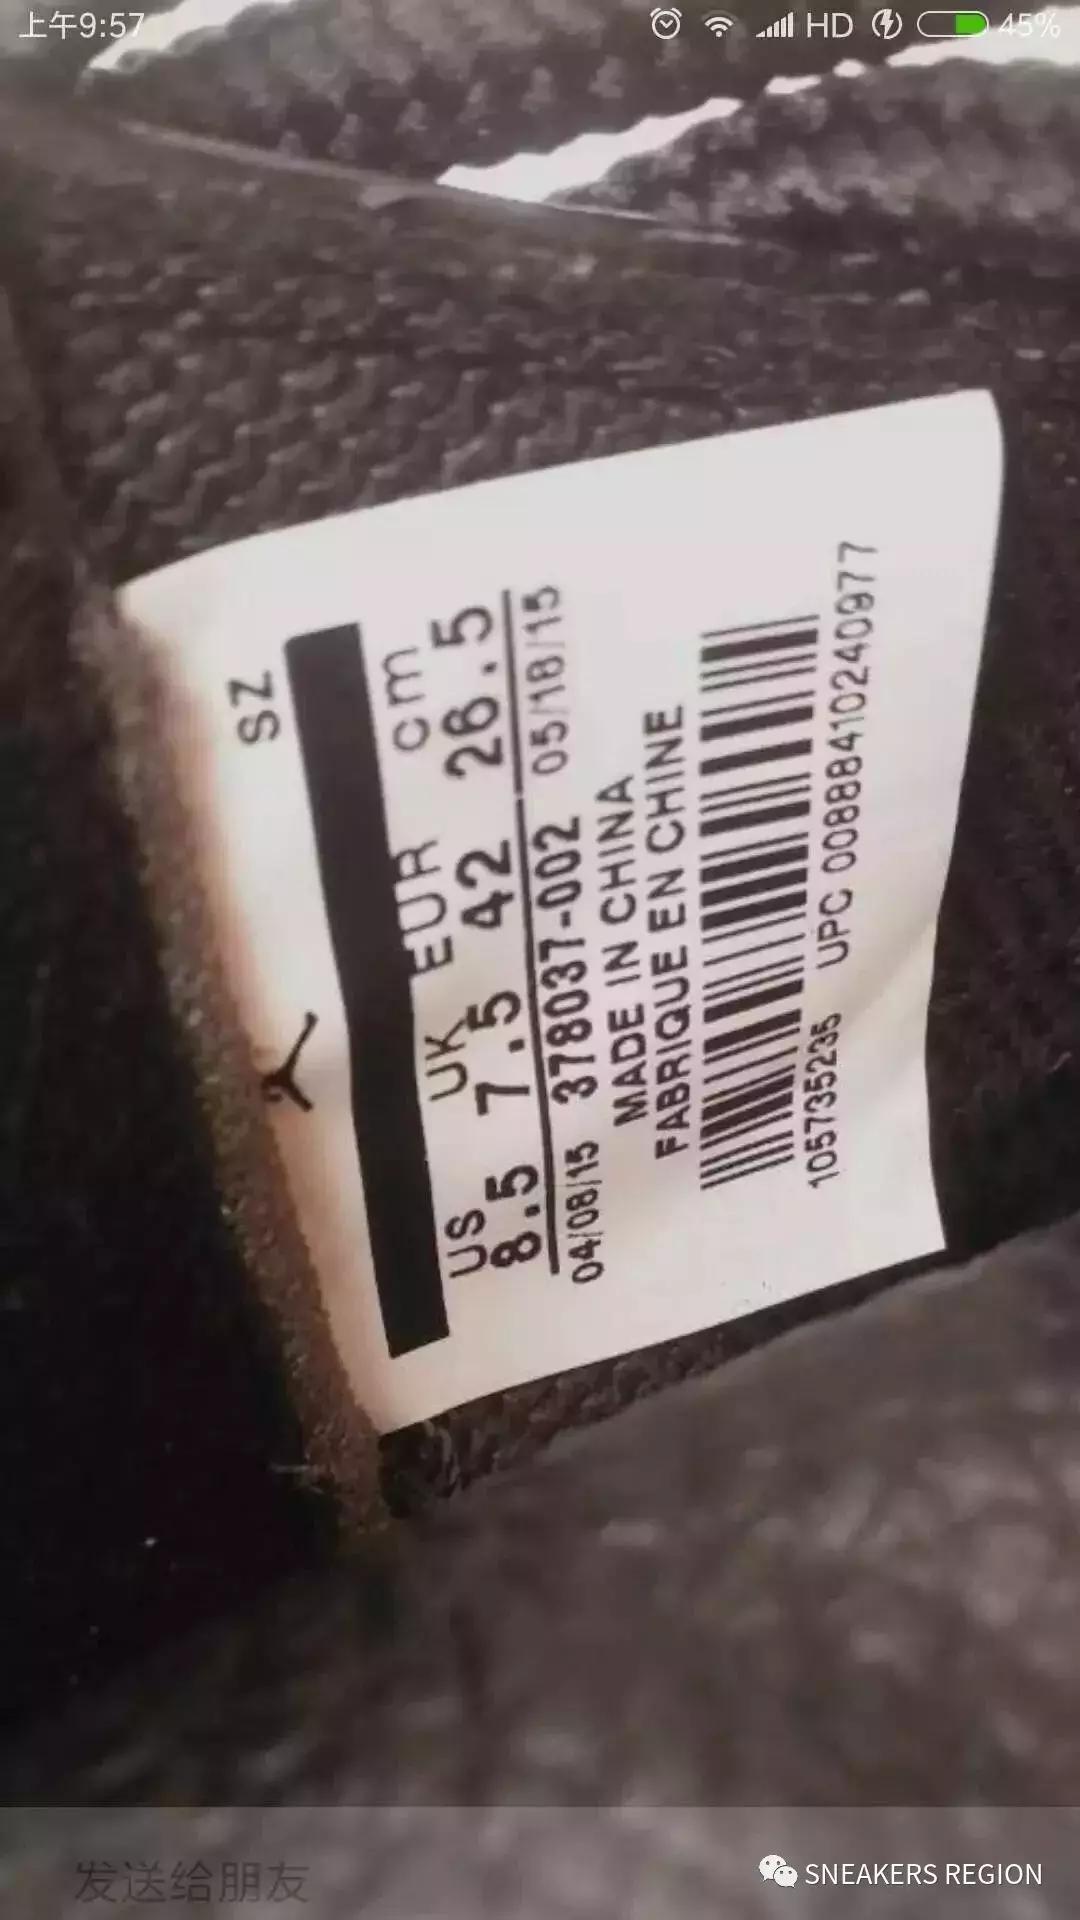 上午9:57
HD
45%
SZ
US UK EUR cm
8.5 7.5 42 26.5
04/08/15 378037-002 05/18/15
MADE IN CHINA
FABRIQUE EN CHINE
105735235 UPC 00888410240977
发送给朋友
SNEAKERS REGION